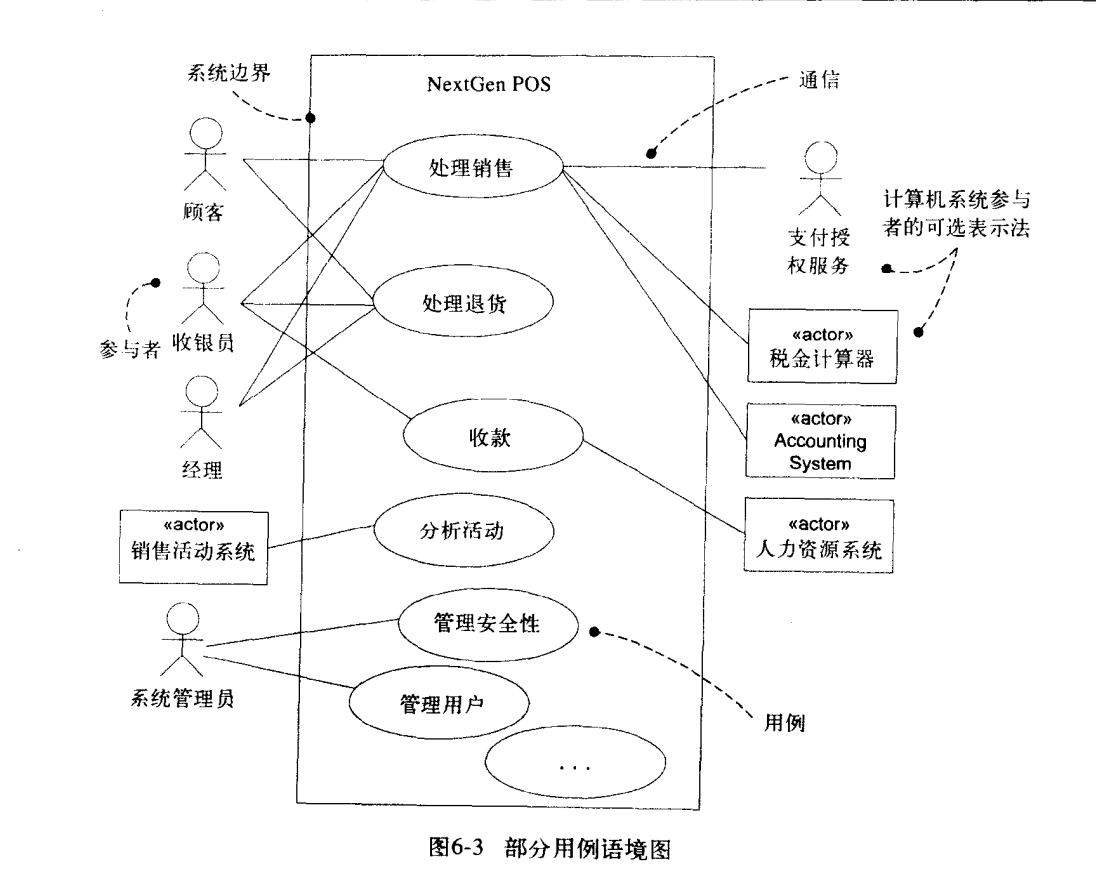 系统边界
NextGen POS
通信
处理销售
顾客
计算机系统参与
者的可选表示法
支付授
权服务
处理退货
参与者
收银员
«actor»
税金计算器
收款
«actor»
Accounting
System
经理
«actor»
销售活动系统
分析活动
«actor»
人力资源系统
管理安全性
系统管理员
管理用户
用例
...
图6-3 部分用例语境图